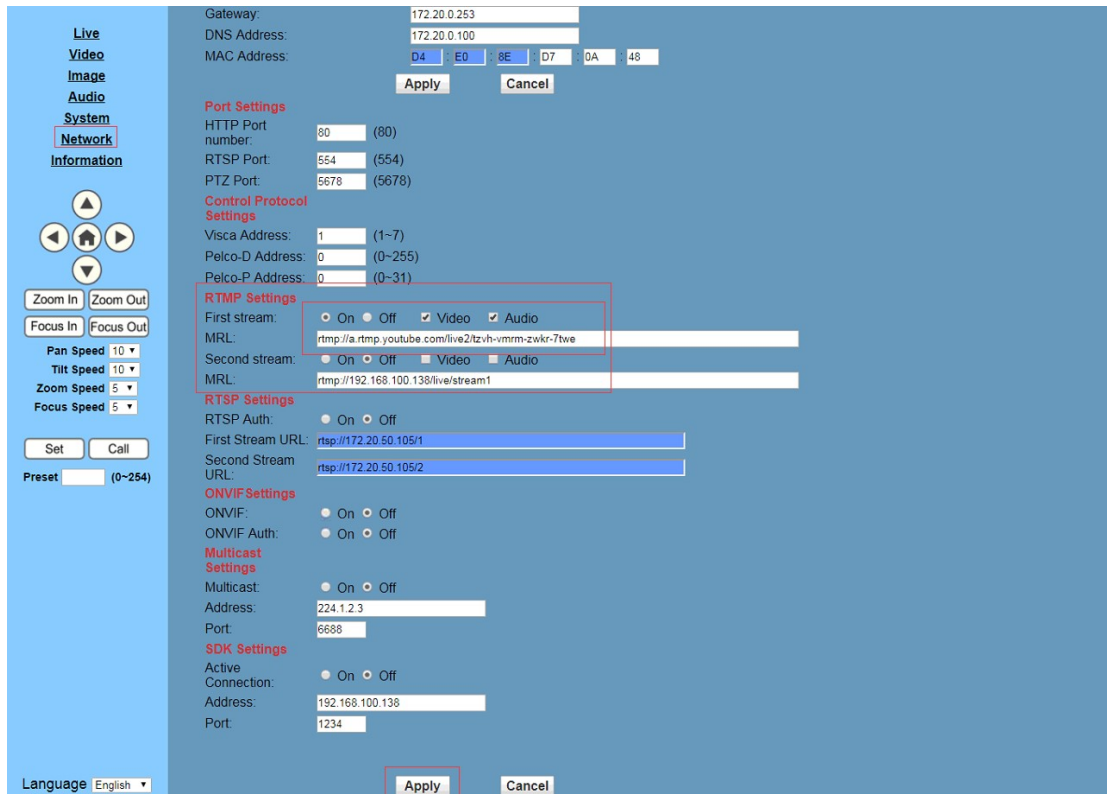 Live
Video
Image
Audio
System
Network
Information
Zoom In Zoom Out
Focus In Focus Out
Pan Speed 10
Tilt Speed 10
Zoom Speed 5
Focus Speed 5
Set Call
Preset (0~254)
Language English
Gateway: 172.20.0.253
DNS Address: 172.20.0.100
MAC Address: D4 : E0 : 8E : D7 : 0A : 48
Apply Cancel
Port Settings
HTTP Port
number: 80 (80)
RTSP Port: 554 (554)
PTZ Port: 5678 (5678)
Control Protocol
Settings
Visca Address: 1 (1~7)
Pelco-D Address: 0 (0~255)
Pelco-P Address: 0 (0~31)
RTMP Settings
First stream: On Off Video Audio
MRL: rtmp://a.rtmp.youtube.com/live2/tzvh-vmrm-zwkr-7twe
Second stream: On Off Video Audio
MRL: rtmp://192.168.100.138/live/stream1
RTSP Settings
RTSP Auth: On Off
First Stream URL: rtsp://172.20.50.105/1
Second Stream
URL: rtsp://172.20.50.105/2
ONVIFSettings
ONVIF: On Off
ONVIF Auth: On Off
Multicast
Settings
Multicast: On Off
Address: 224.1.2.3
Port: 6688
SDK Settings
Active
Connection: On Off
Address: 192.168.100.138
Port: 1234
Apply Cancel